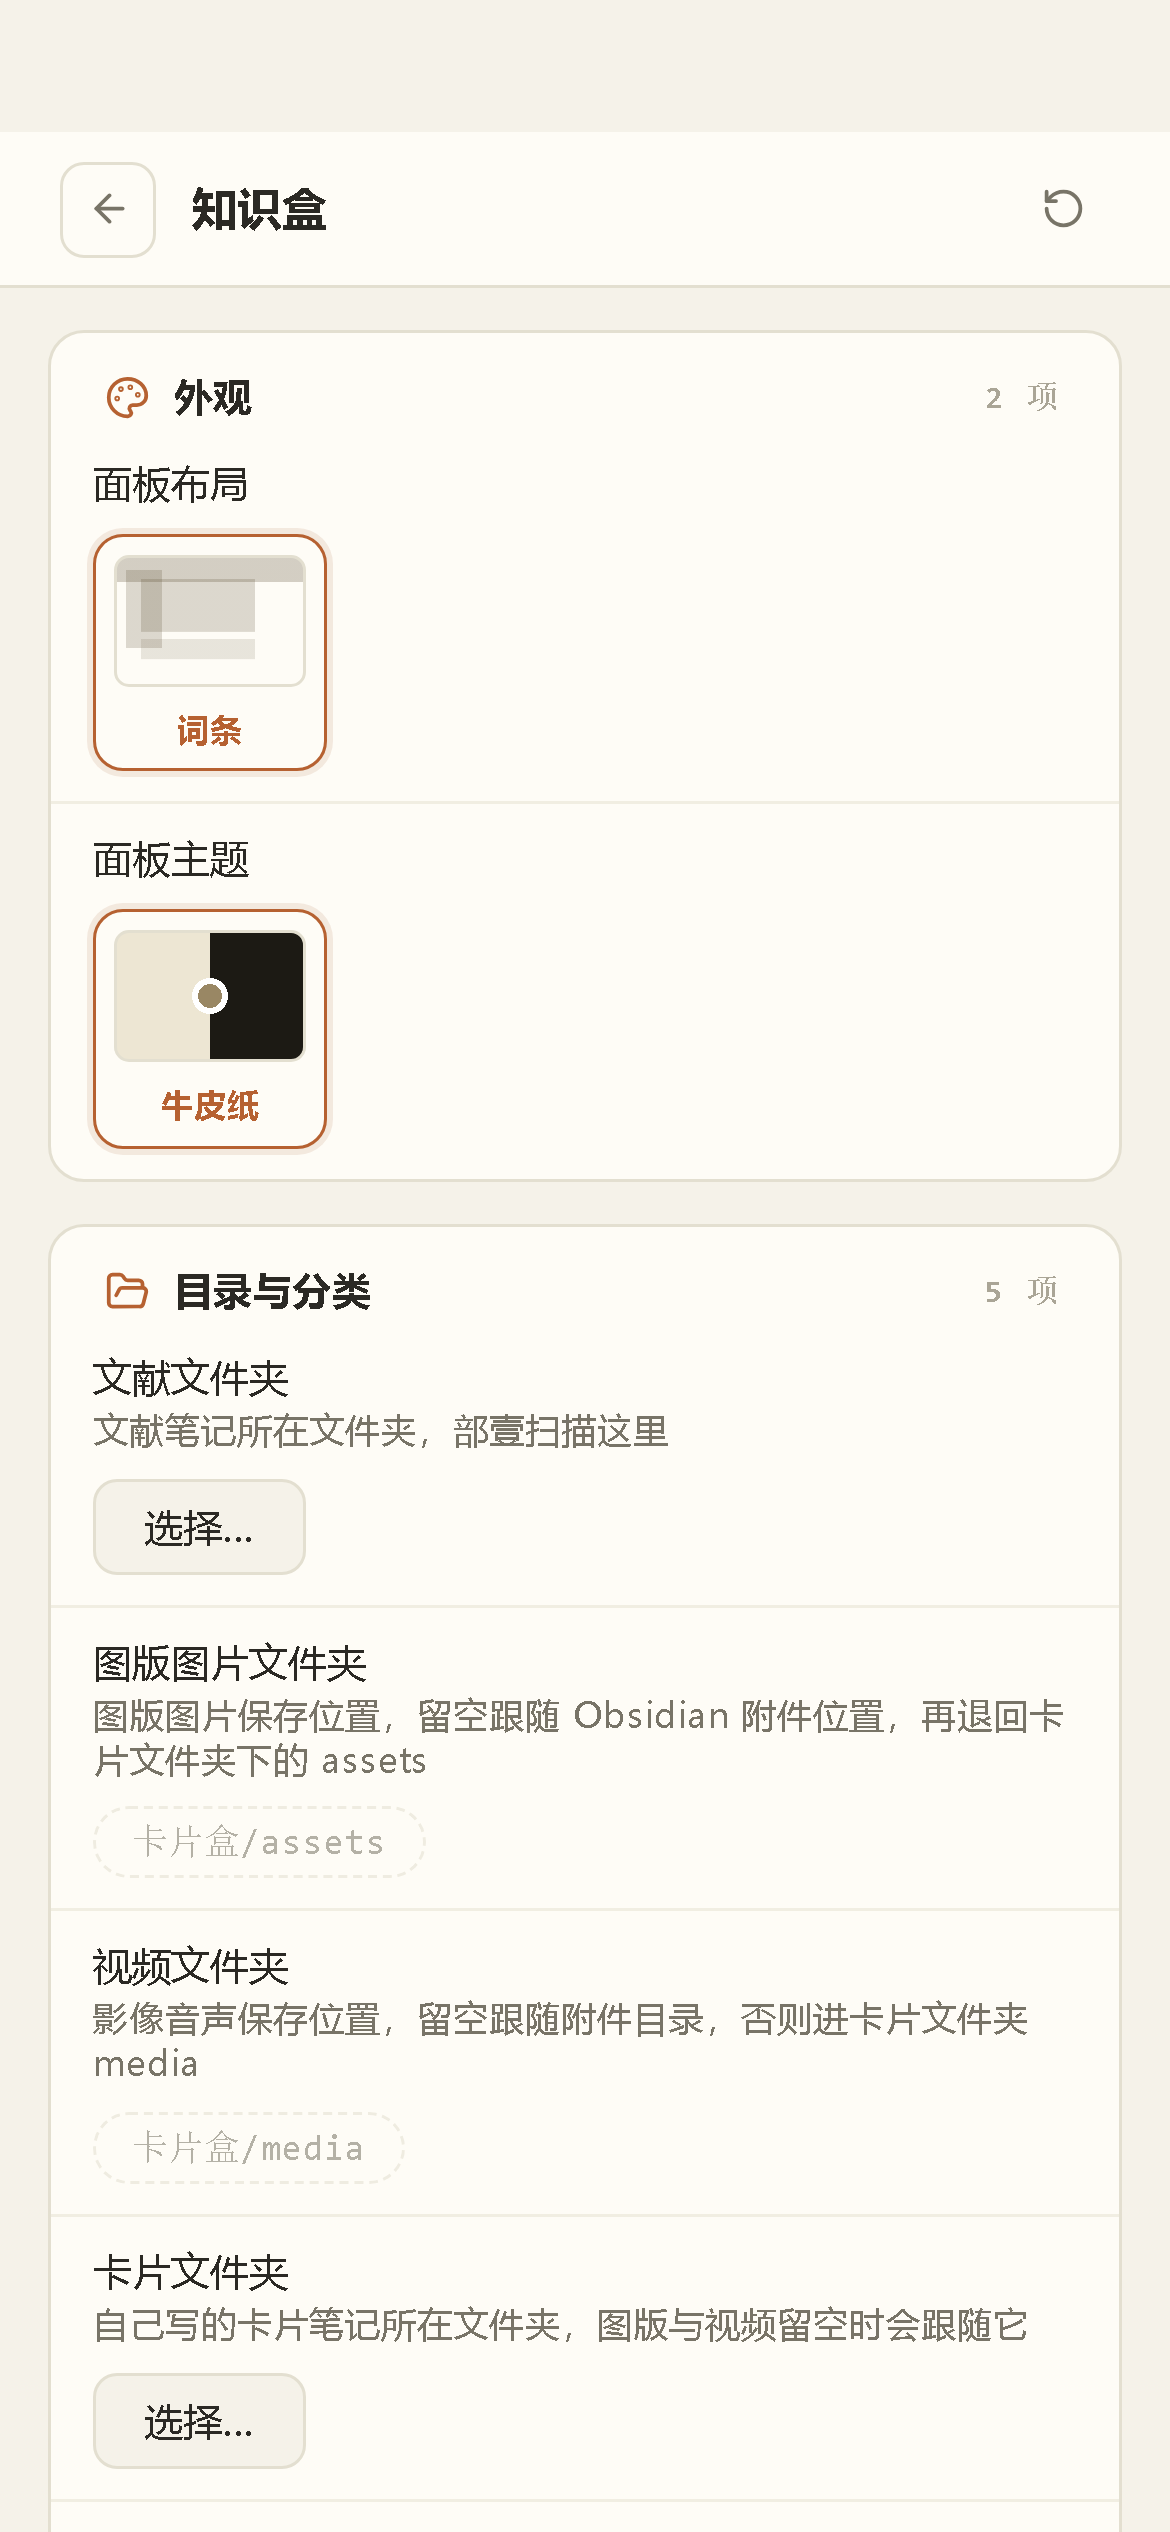 知识盒
外观
2 项
面板布局
词条
面板主题
牛皮纸
目录与分类
5 项
文献文件夹
文献笔记所在文件夹，部壹扫描这里
选择...
图版图片文件夹
图版图片保存位置，留空跟随 Obsidian 附件位置，再退回卡
片文件夹下的 assets
卡片盒/assets
视频文件夹
影像音声保存位置，留空跟随附件目录，否则进卡片文件夹
media
卡片盒/media
卡片文件夹
自己写的卡片笔记所在文件夹，图版与视频留空时会跟随它
选择...